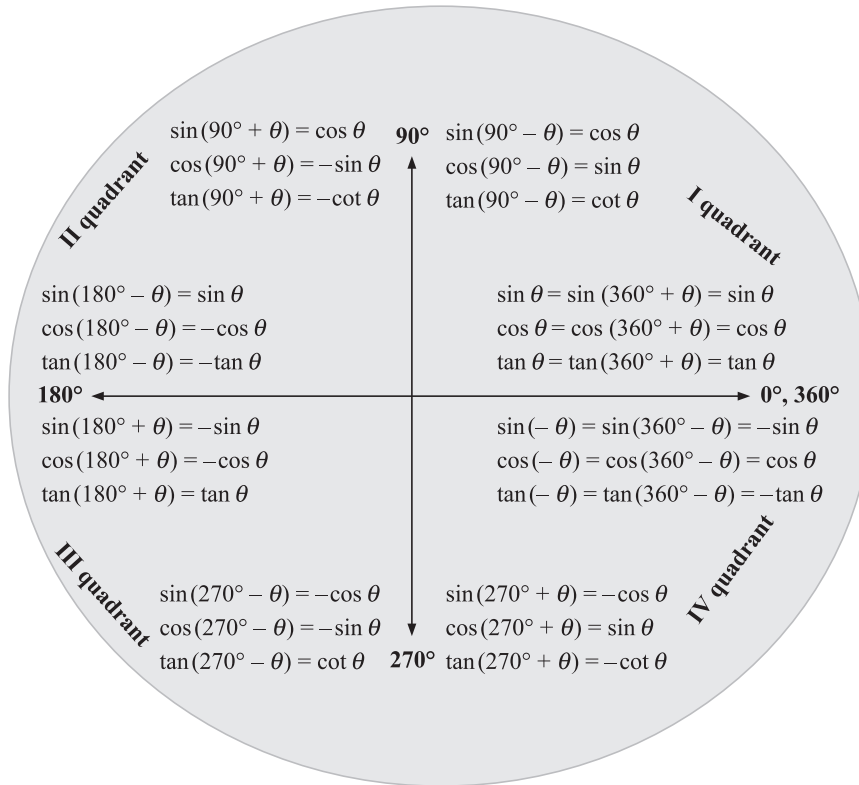 sin(90° + θ) = cos θ
cos(90° + θ) = –sin θ
tan(90° + θ) = –cot θ
90°
sin(90° – θ) = cos θ
cos(90° – θ) = sin θ
tan(90° – θ) = cot θ
II quadrant
I quadrant
sin(180° – θ) = sin θ
cos(180° – θ) = –cos θ
tan(180° – θ) = –tan θ
sin θ = sin (360° + θ) = sin θ
cos θ = cos (360° + θ) = cos θ
tan θ = tan(360° + θ) = tan θ
180°
0°, 360°
sin(180° + θ) = –sin θ
cos(180° + θ) = –cos θ
tan(180° + θ) = tan θ
sin(– θ) = sin(360° – θ) = –sin θ
cos(– θ) = cos(360° – θ) = cos θ
tan(– θ) = tan(360° – θ) = –tan θ
III quadrant
IV quadrant
sin(270° – θ) = –cos θ
cos(270° – θ) = –sin θ
tan(270° – θ) = cot θ
270°
sin(270° + θ) = –cos θ
cos(270° + θ) = sin θ
tan(270° + θ) = –cot θ